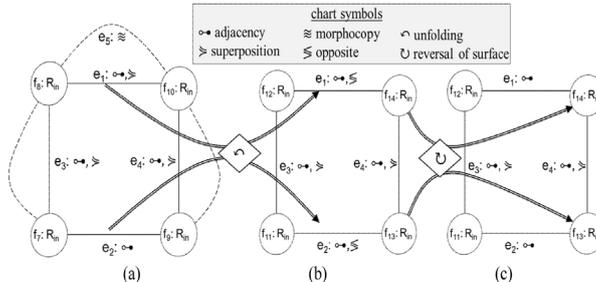 chart symbols
⊶ adjacency ≋ morphocopy ↶ unfolding
⪼ superposition ⋚ opposite ↻ reversal of surface
e₅: ≋
e₁: ⊶,⪼ e₁: ⊶,⋚ e₁: ⊶
f₈: Rᵢₙ f₁₀: Rᵢₙ f₁₂: Rᵢₙ f₁₄: Rᵢₙ f₁₂: Rᵢₙ f₁₄: Rᵢₙ
↶ ↻
e₃: ⊶,⪼ e₄: ⊶,⪼ e₃: ⊶,⪼ e₄: ⊶,⪼ e₃: ⊶,⪼ e₄: ⊶,⪼
f₇: Rᵢₙ f₉: Rᵢₙ f₁₁: Rᵢₙ f₁₃: Rᵢₙ f₁₁: Rᵢₙ f₁₃: Rᵢₙ
e₂: ⊶ e₂: ⊶,⋚ e₂: ⊶
(a) (b) (c)